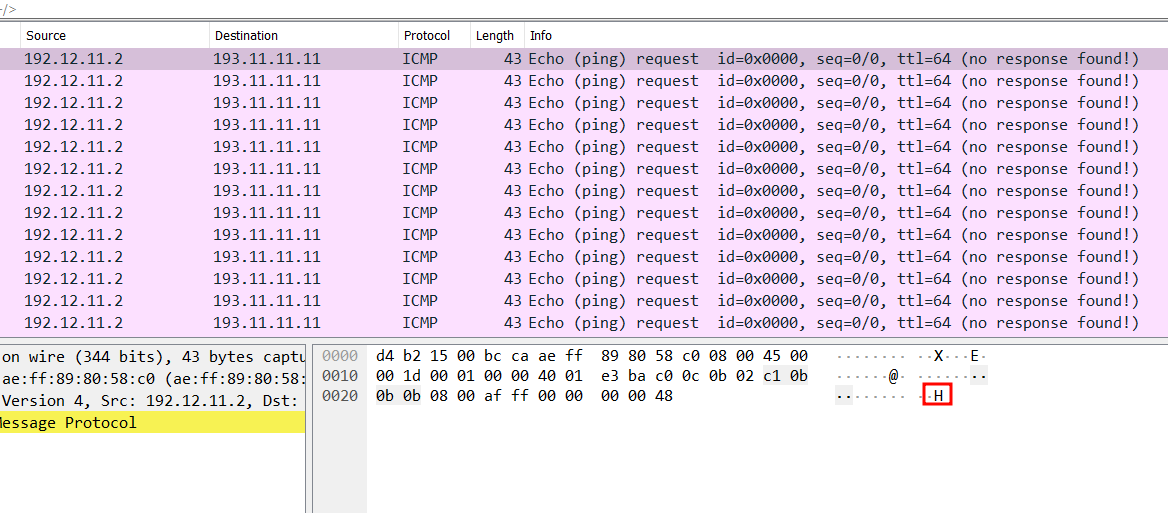 />
Source Destination Protocol Length Info
192.12.11.2 193.11.11.11 ICMP 43 Echo (ping) request id=0x0000, seq=0/0, ttl=64 (no response found!)
192.12.11.2 193.11.11.11 ICMP 43 Echo (ping) request id=0x0000, seq=0/0, ttl=64 (no response found!)
192.12.11.2 193.11.11.11 ICMP 43 Echo (ping) request id=0x0000, seq=0/0, ttl=64 (no response found!)
192.12.11.2 193.11.11.11 ICMP 43 Echo (ping) request id=0x0000, seq=0/0, ttl=64 (no response found!)
192.12.11.2 193.11.11.11 ICMP 43 Echo (ping) request id=0x0000, seq=0/0, ttl=64 (no response found!)
192.12.11.2 193.11.11.11 ICMP 43 Echo (ping) request id=0x0000, seq=0/0, ttl=64 (no response found!)
192.12.11.2 193.11.11.11 ICMP 43 Echo (ping) request id=0x0000, seq=0/0, ttl=64 (no response found!)
192.12.11.2 193.11.11.11 ICMP 43 Echo (ping) request id=0x0000, seq=0/0, ttl=64 (no response found!)
192.12.11.2 193.11.11.11 ICMP 43 Echo (ping) request id=0x0000, seq=0/0, ttl=64 (no response found!)
192.12.11.2 193.11.11.11 ICMP 43 Echo (ping) request id=0x0000, seq=0/0, ttl=64 (no response found!)
192.12.11.2 193.11.11.11 ICMP 43 Echo (ping) request id=0x0000, seq=0/0, ttl=64 (no response found!)
192.12.11.2 193.11.11.11 ICMP 43 Echo (ping) request id=0x0000, seq=0/0, ttl=64 (no response found!)
192.12.11.2 193.11.11.11 ICMP 43 Echo (ping) request id=0x0000, seq=0/0, ttl=64 (no response found!)
on wire (344 bits), 43 bytes captu
ae:ff:89:80:58:c0 (ae:ff:89:80:58:
Version 4, Src: 192.12.11.2, Dst:
Message Protocol
0000 d4 b2 15 00 bc ca ae ff 89 80 58 c0 08 00 45 00 ········ ··X···E·
0010 00 1d 00 01 00 00 40 01 e3 ba c0 0c 0b 02 c1 0b ······@· ········
0020 0b 0b 08 00 af ff 00 00 00 00 48 ········ ··H